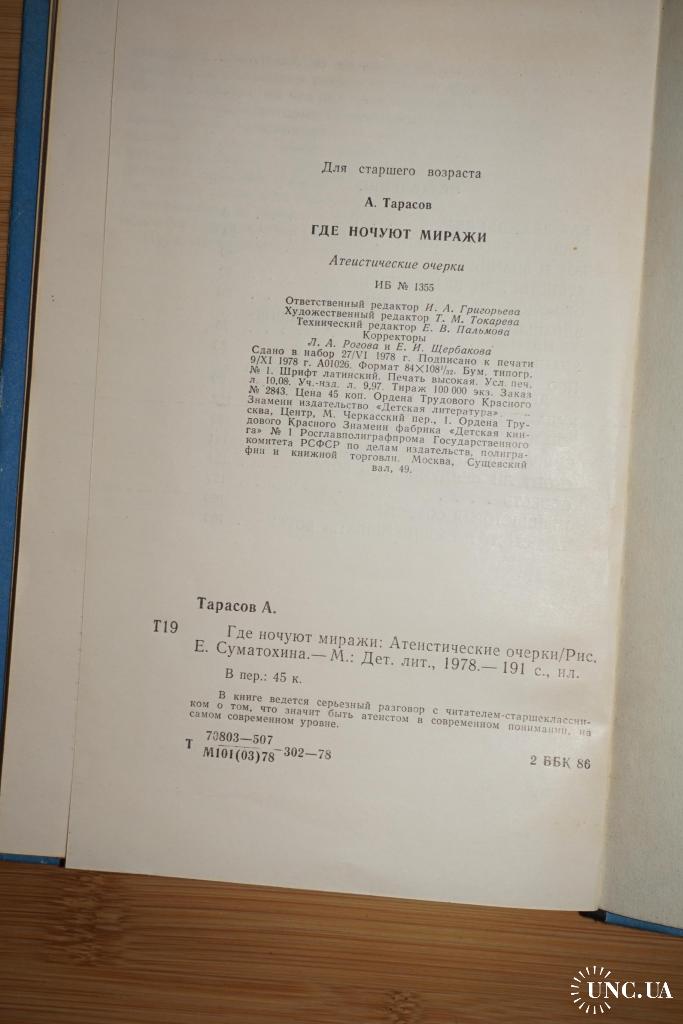 Для старшего возраста
А. Тарасов
ГДЕ НОЧУЮТ МИРАЖИ
Атеистические очерки
ИБ № 1355
Ответственный редактор И. А. Григорьева
Художественный редактор Т. М. Токарева
Технический редактор Е. В. Пальмова
Корректоры
Л. А. Рогова и Е. И. Щербакова
Сдано в набор 27/VI 1978 г. Подписано к печати
9/XI 1978 г. А01026. Формат 84×108¹/₃₂. Бум. типогр.
№ 1. Шрифт латинский. Печать высокая. Усл. печ.
л. 10,08. Уч.-изд. л. 9,97. Тираж 100 000 экз. Заказ
№ 2843. Цена 45 коп. Ордена Трудового Красного
Знамени издательство «Детская литература».
Москва, Центр, М. Черкасский пер., 1. Ордена Тру-
дового Красного Знамени фабрика «Детская кни-
га» № 1 Росглавполиграфпрома Государственного
комитета РСФСР по делам издательств, полигра-
фии и книжной торговли. Москва, Сущевский
вал, 49.
Тарасов А.
Т19
Где ночуют миражи: Атеистические очерки/Рис.
Е. Суматохина.— М.: Дет. лит., 1978.— 191 с., ил.
В пер.: 45 к.
В книге ведется серьезный разговор с читателем-старшеклассни-
ком о том, что значит быть атеистом в современном понимании, на
самом современном уровне.
Т 70803—507
М101(03)78 —302—78
2 ББК 86
UNC.UA